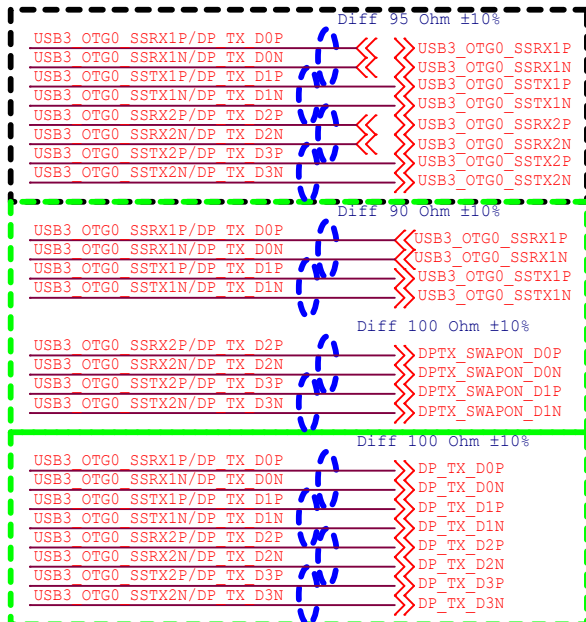 Diff 95 Ohm ±10%
USB3_OTG0_SSRX1P/DP_TX_D0P USB3_OTG0_SSRX1P
USB3_OTG0_SSRX1N/DP_TX_D0N USB3_OTG0_SSRX1N
USB3_OTG0_SSTX1P/DP_TX_D1P USB3_OTG0_SSTX1P
USB3_OTG0_SSTX1N/DP_TX_D1N USB3_OTG0_SSTX1N
USB3_OTG0_SSRX2P/DP_TX_D2P USB3_OTG0_SSRX2P
USB3_OTG0_SSRX2N/DP_TX_D2N USB3_OTG0_SSRX2N
USB3_OTG0_SSTX2P/DP_TX_D3P USB3_OTG0_SSTX2P
USB3_OTG0_SSTX2N/DP_TX_D3N USB3_OTG0_SSTX2N
Diff 90 Ohm ±10%
USB3_OTG0_SSRX1P/DP_TX_D0P USB3_OTG0_SSRX1P
USB3_OTG0_SSRX1N/DP_TX_D0N USB3_OTG0_SSRX1N
USB3_OTG0_SSTX1P/DP_TX_D1P USB3_OTG0_SSTX1P
USB3_OTG0_SSTX1N/DP_TX_D1N USB3_OTG0_SSTX1N
Diff 100 Ohm ±10%
USB3_OTG0_SSRX2P/DP_TX_D2P DPTX_SWAPON_D0P
USB3_OTG0_SSRX2N/DP_TX_D2N DPTX_SWAPON_D0N
USB3_OTG0_SSTX2P/DP_TX_D3P DPTX_SWAPON_D1P
USB3_OTG0_SSTX2N/DP_TX_D3N DPTX_SWAPON_D1N
Diff 100 Ohm ±10%
USB3_OTG0_SSRX1P/DP_TX_D0P DP_TX_D0P
USB3_OTG0_SSRX1N/DP_TX_D0N DP_TX_D0N
USB3_OTG0_SSTX1P/DP_TX_D1P DP_TX_D1P
USB3_OTG0_SSTX1N/DP_TX_D1N DP_TX_D1N
USB3_OTG0_SSRX2P/DP_TX_D2P DP_TX_D2P
USB3_OTG0_SSRX2N/DP_TX_D2N DP_TX_D2N
USB3_OTG0_SSTX2P/DP_TX_D3P DP_TX_D3P
USB3_OTG0_SSTX2N/DP_TX_D3N DP_TX_D3N